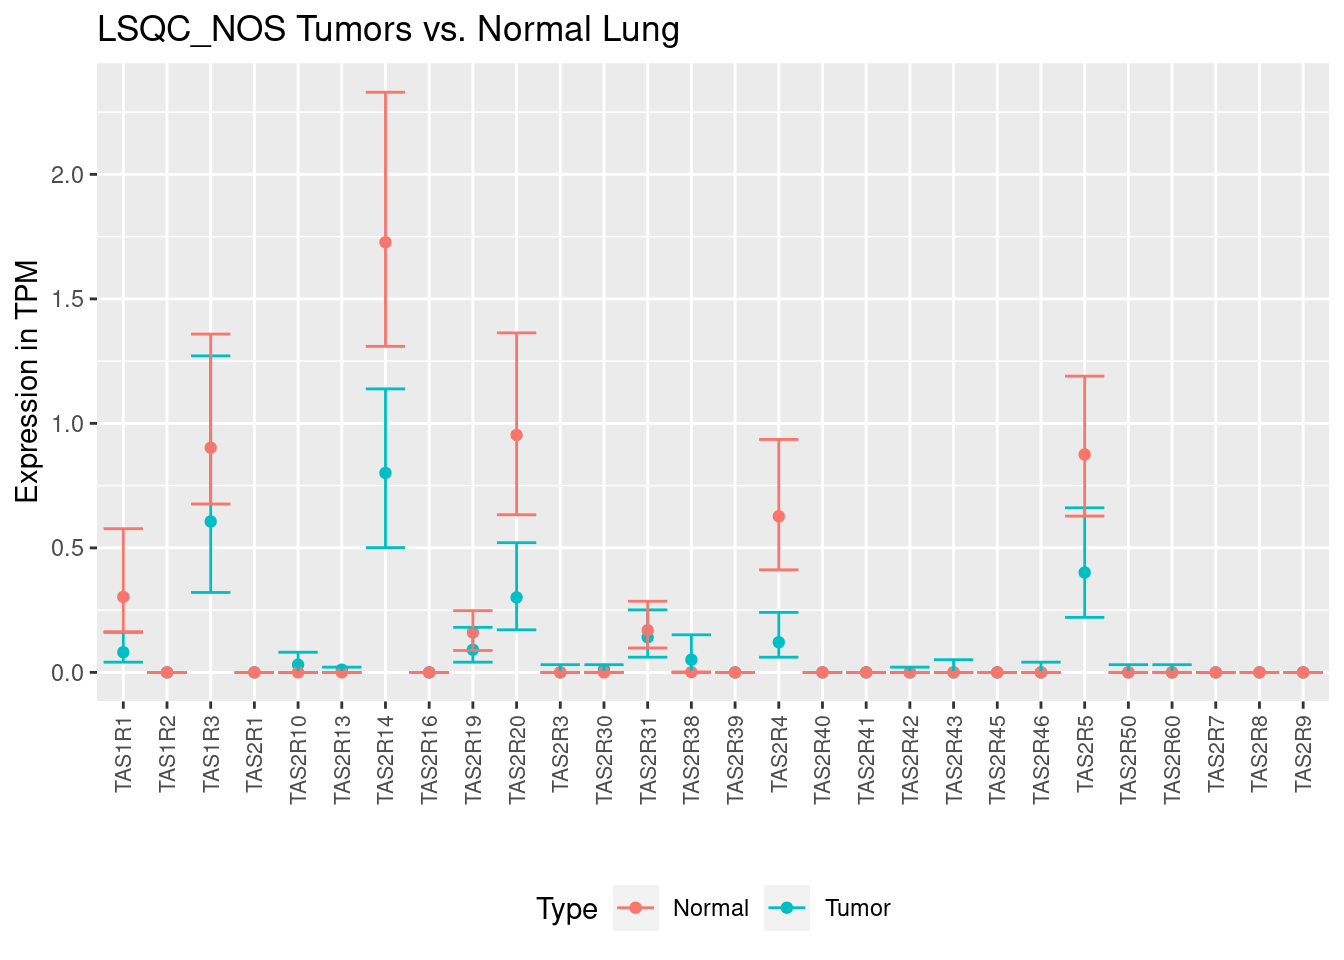 LSQC_NOS Tumors vs. Normal Lung
Expression in TPM
2.0
1.5
1.0
0.5
0.0
TAS1R1
TAS1R2
TAS1R3
TAS2R1
TAS2R10
TAS2R13
TAS2R14
TAS2R16
TAS2R19
TAS2R20
TAS2R3
TAS2R30
TAS2R31
TAS2R38
TAS2R39
TAS2R4
TAS2R40
TAS2R41
TAS2R42
TAS2R43
TAS2R45
TAS2R46
TAS2R5
TAS2R50
TAS2R60
TAS2R7
TAS2R8
TAS2R9
Type Normal Tumor